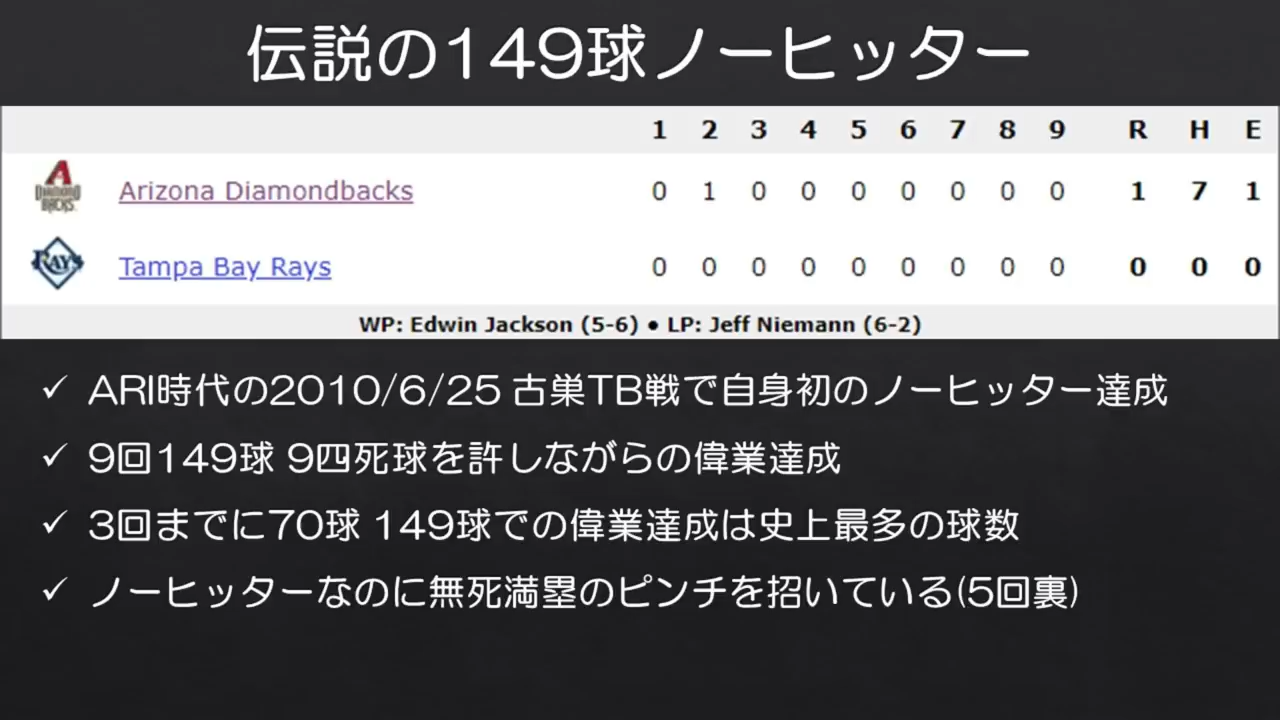 伝説の149球ノーヒッター
1 2 3 4 5 6 7 8 9 R H E
A DIAMOND BACKS Arizona Diamondbacks 0 1 0 0 0 0 0 0 0 1 7 1
RAYS Tampa Bay Rays 0 0 0 0 0 0 0 0 0 0 0 0
WP: Edwin Jackson (5-6) ● LP: Jeff Niemann (6-2)
✓ ARI時代の2010/6/25 古巣TB戦で自身初のノーヒッター達成
✓ 9回149球 9四死球を許しながらの偉業達成
✓ 3回までに70球 149球での偉業達成は史上最多の球数
✓ ノーヒッターなのに無死満塁のピンチを招いている(5回裏)